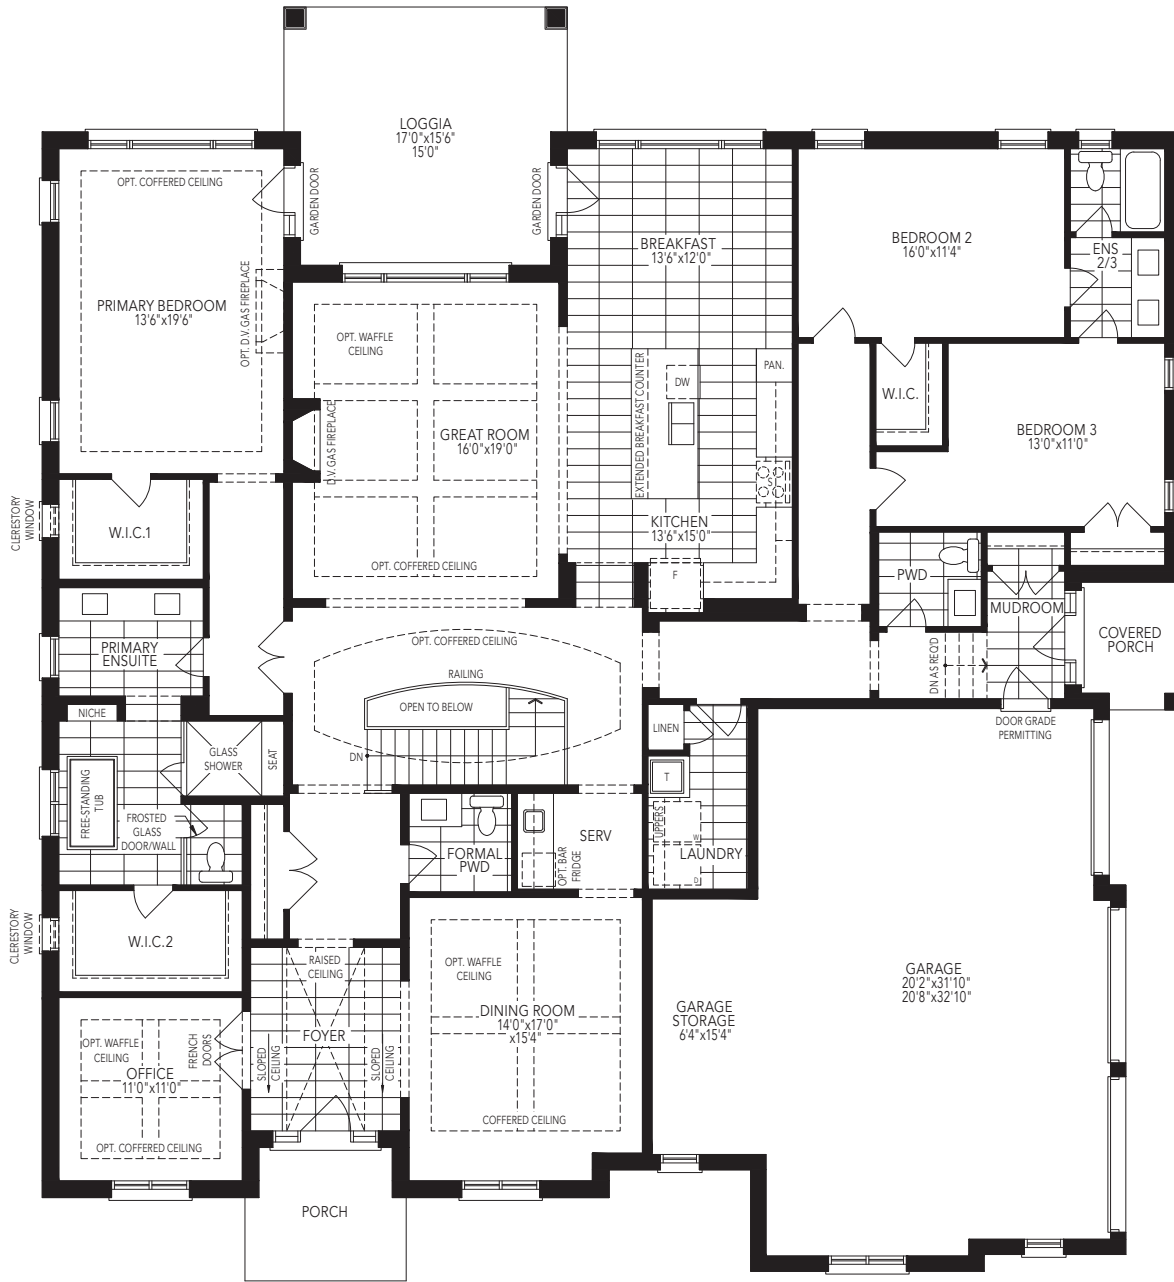 LOGGIA
17'0"x15'6"
15'0"
OPT. COFFERED CEILING
GARDEN DOOR
GARDEN DOOR
PRIMARY BEDROOM
13'6"x19'6"
OPT. D.V. GAS FIREPLACE
BREAKFAST
13'6"x12'0"
BEDROOM 2
16'0"x11'4"
ENS
2/3
OPT. WAFFLE
CEILING
GREAT ROOM
16'0"x19'0"
D.V. GAS FIREPLACE
OPT. COFFERED CEILING
EXTENDED BREAKFAST COUNTER
DW
PAN.
S
KITCHEN
13'6"x15'0"
F
W.I.C.
BEDROOM 3
13'0"x11'0"
CLERESTORY
WINDOW
W.I.C.1
PWD
MUDROOM
COVERED
PORCH
PRIMARY
ENSUITE
OPT. COFFERED CEILING
RAILING
OPEN TO BELOW
DN
DN AS REQ'D
DOOR GRADE
PERMITTING
NICHE
GLASS
SHOWER
SEAT
FREE-STANDING
TUB
FROSTED
GLASS
DOOR/WALL
LINEN
T
UPPERS
W
D
LAUNDRY
FORMAL
PWD
SERV
OPT. BAR
FRIDGE
CLERESTORY
WINDOW
W.I.C.2
RAISED
CEILING
FOYER
SLOPED
CEILING
SLOPED
CEILING
OPT. WAFFLE
CEILING
DINING ROOM
14'0"x17'0"
x15'4"
COFFERED CEILING
GARAGE
20'2"x31'10"
20'8"x32'10"
GARAGE
STORAGE
6'4"x15'4"
OPT. WAFFLE
CEILING
FRENCH
DOORS
OFFICE
11'0"x11'0"
OPT. COFFERED CEILING
PORCH